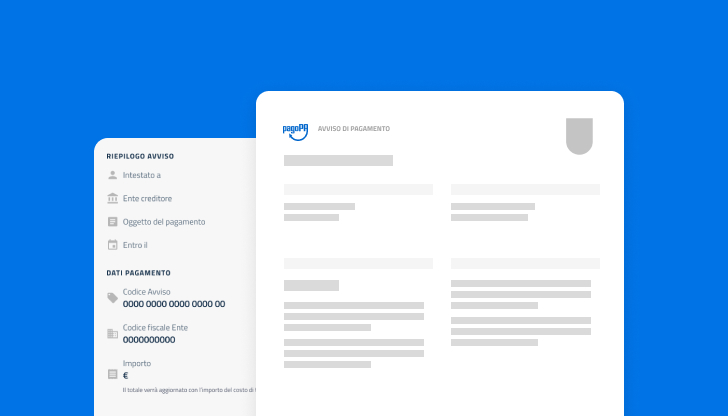 pagoPA
AVVISO DI PAGAMENTO
RIEPILOGO AVVISO
Intestato a
Ente creditore
Oggetto del pagamento
Entro il
DATI PAGAMENTO
Codice Avviso
0000 0000 0000 0000 00
Codice fiscale Ente
0000000000
Importo
€
Il totale verrà aggiornato con l'importo del costo di